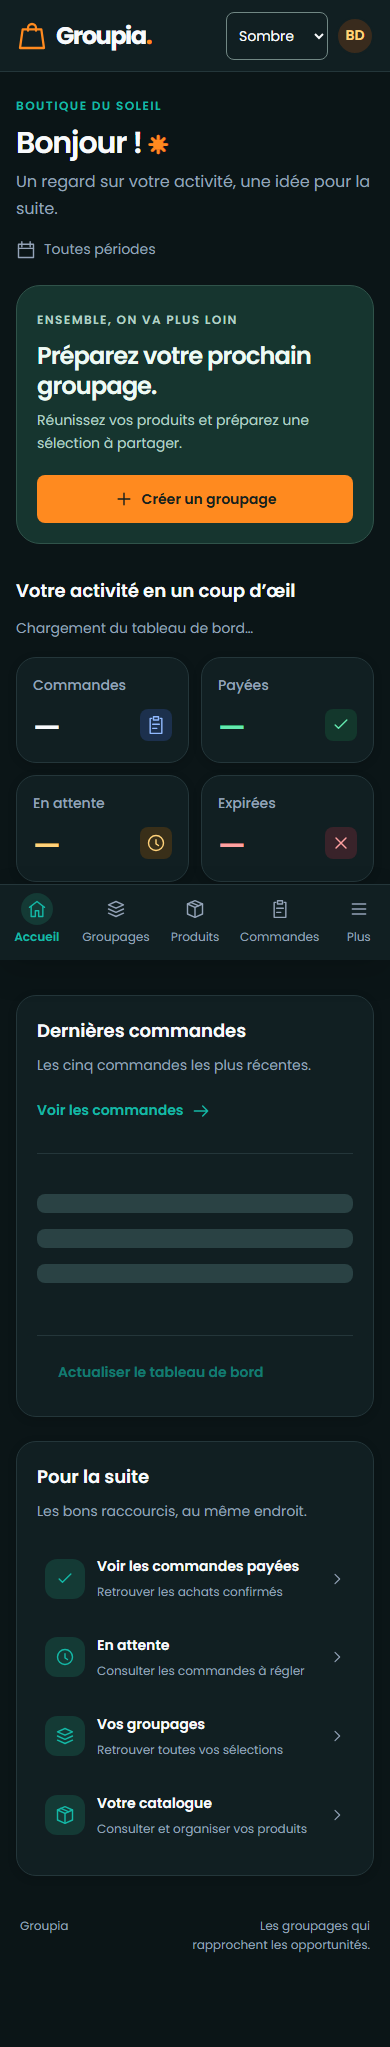 Groupia.
Sombre
BD
BOUTIQUE DU SOLEIL
Bonjour !
Un regard sur votre activité, une idée pour la
suite.
Toutes périodes
ENSEMBLE, ON VA PLUS LOIN
Préparez votre prochain
groupage.
Réunissez vos produits et préparez une
sélection à partager.
Créer un groupage
Votre activité en un coup d’œil
Chargement du tableau de bord…
Commandes
—
Payées
—
En attente
—
Expirées
—
Accueil
Groupages
Produits
Commandes
Plus
Dernières commandes
Les cinq commandes les plus récentes.
Voir les commandes
Actualiser le tableau de bord
Pour la suite
Les bons raccourcis, au même endroit.
Voir les commandes payées
Retrouver les achats confirmés
En attente
Consulter les commandes à régler
Vos groupages
Retrouver toutes vos sélections
Votre catalogue
Consulter et organiser vos produits
Groupia
Les groupages qui
rapprochent les opportunités.